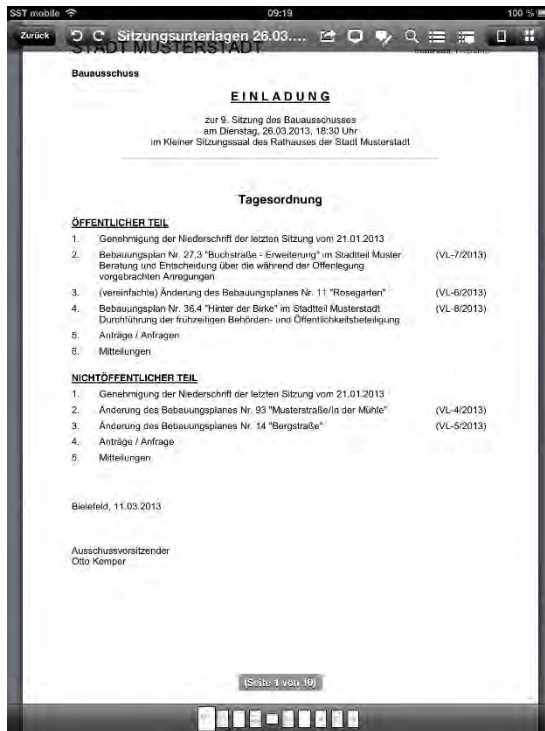 SST mobile 09:19 100 %
Zurück Sitzungsunterlagen 26.03....
STADT MUSTERSTADT
Bauausschuss
EINLADUNG
zur 9. Sitzung des Bauausschusses
am Dienstag, 26.03.2013, 18:30 Uhr
im Kleiner Sitzungssaal des Rathauses der Stadt Musterstadt
Tagesordnung
ÖFFENTLICHER TEIL
1. Genehmigung der Niederschrift der letzten Sitzung vom 21.01.2013
2. Bebauungsplan Nr. 27.3 "Buchstraße - Erweiterung" im Stadtteil Muster (VL-7/2013)
Beratung und Entscheidung über die während der Offenlegung
vorgebrachten Anregungen
3. (vereinfachte) Änderung des Bebauungsplanes Nr. 11 "Rosegarten" (VL-6/2013)
4. Bebauungsplan Nr. 36.4 "Hinter der Birke" im Stadtteil Musterstadt (VL-8/2013)
Durchführung der frühzeitigen Behörden- und Öffentlichkeitsbeteiligung
5. Anträge / Anfragen
6. Mitteilungen
NICHTÖFFENTLICHER TEIL
1. Genehmigung der Niederschrift der letzten Sitzung vom 21.01.2013
2. Änderung des Bebauungsplanes Nr. 93 "Musterstraße/In der Mühle" (VL-4/2013)
3. Änderung des Bebauungsplanes Nr. 14 "Bergstraße" (VL-5/2013)
4. Anträge / Anfrage
5. Mitteilungen
Bielefeld, 11.03.2013
Ausschussvorsitzender
Otto Kemper
(Seite 1 von 10)